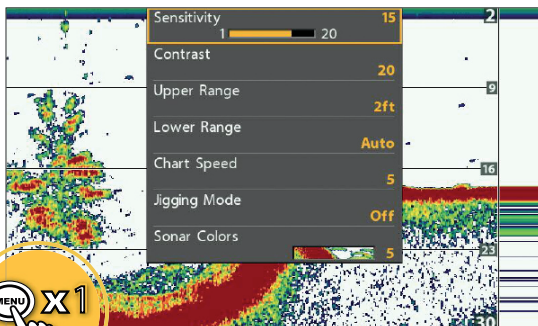 Sensitivity 15
1 20
Contrast
20
Upper Range
2ft
Lower Range
Auto
Chart Speed
5
Jigging Mode
Off
Sonar Colors
5
2
9
16
23
30
MENU x1